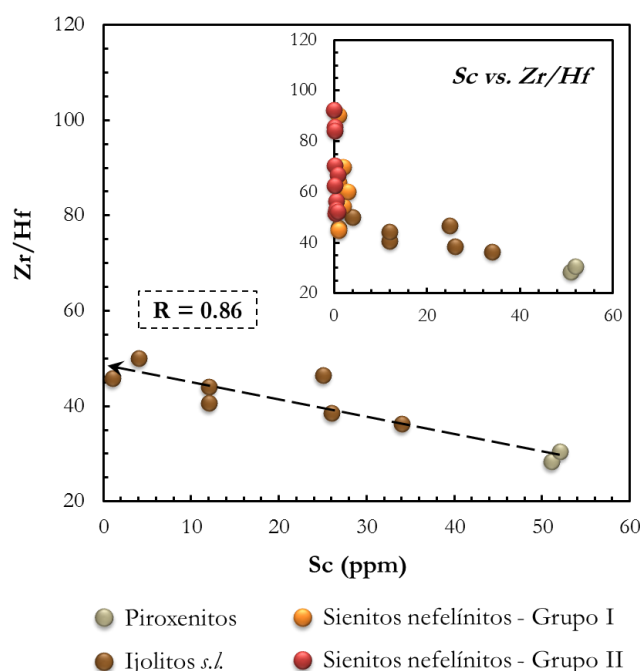 120
100
80
60
40
20
0
10
20
30
40
50
60
Zr/Hf
Sc (ppm)
R = 0.86
Sc vs. Zr/Hf
120
100
80
60
40
20
0
20
40
60
Piroxenitos
Sienitos nefelínitos - Grupo I
Ijolitos s.l.
Sienitos nefelínitos - Grupo II